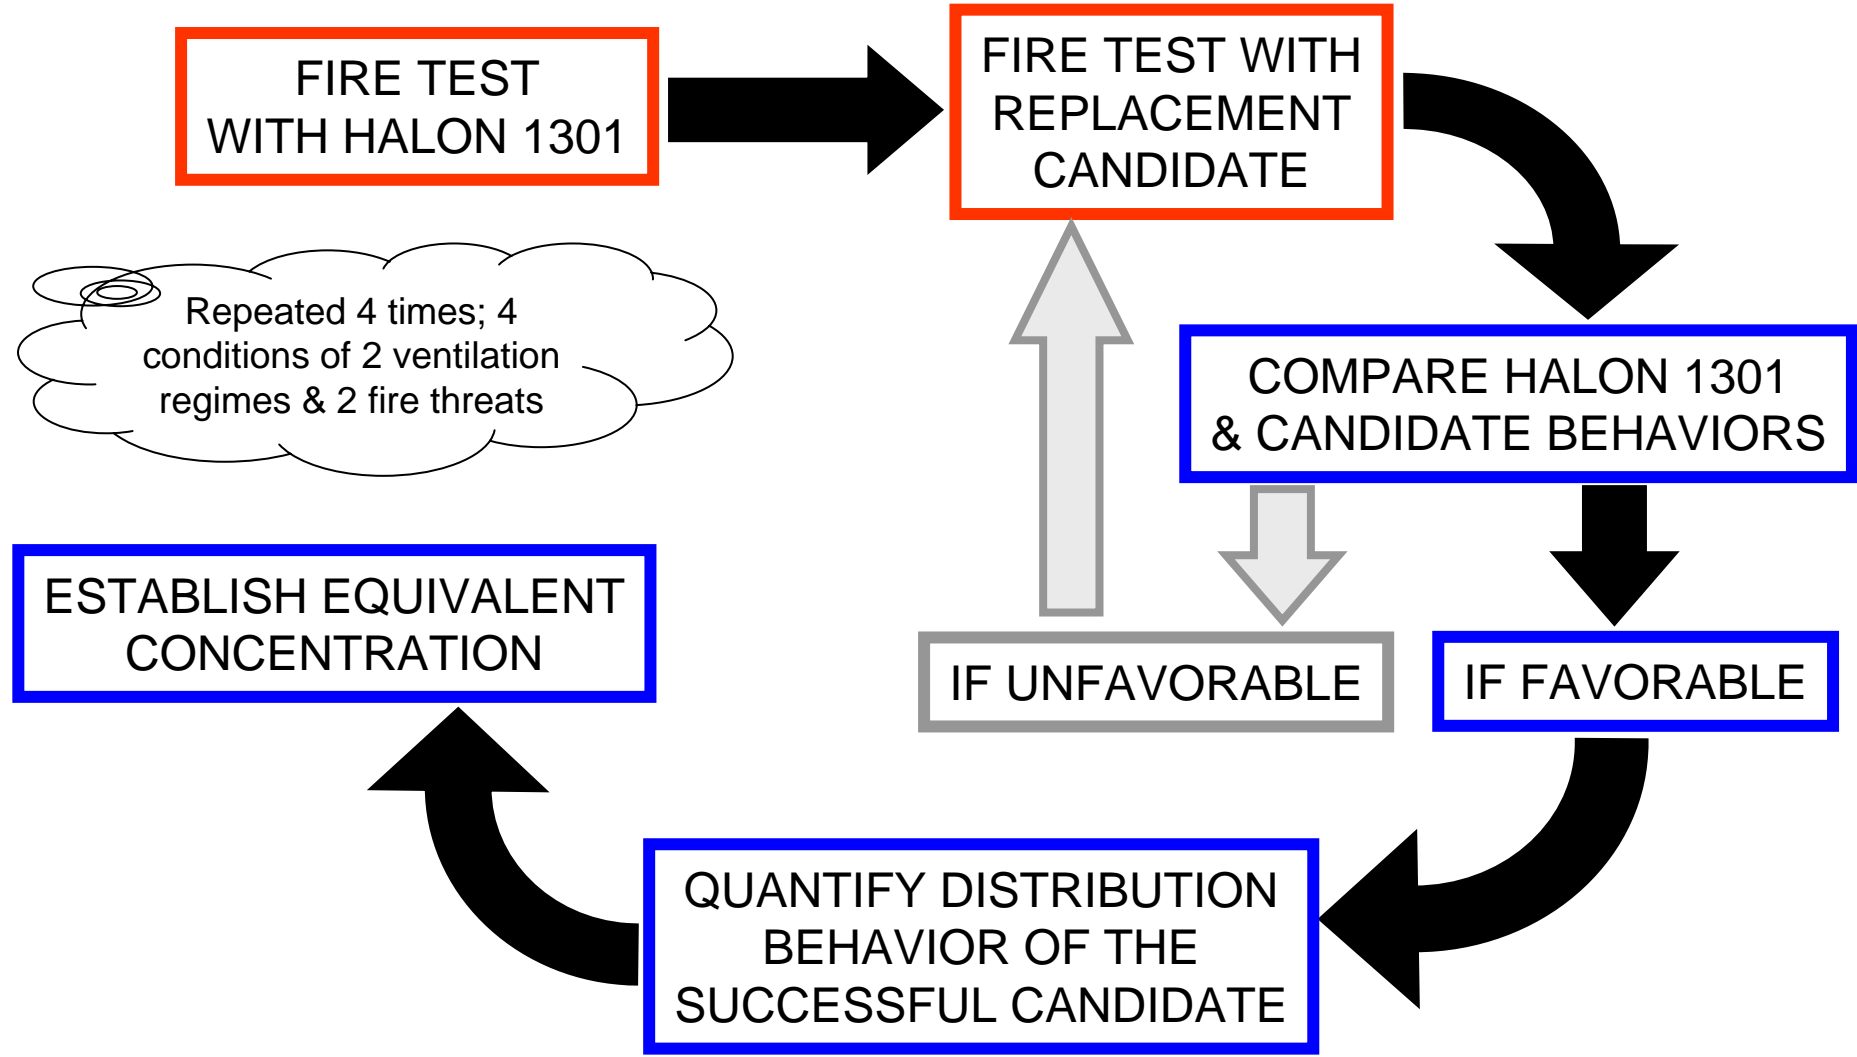 FIRE TEST
WITH HALON 1301
FIRE TEST WITH
REPLACEMENT
CANDIDATE
Repeated 4 times; 4
conditions of 2 ventilation
regimes & 2 fire threats
COMPARE HALON 1301
& CANDIDATE BEHAVIORS
IF UNFAVORABLE
IF FAVORABLE
QUANTIFY DISTRIBUTION
BEHAVIOR OF THE
SUCCESSFUL CANDIDATE
ESTABLISH EQUIVALENT
CONCENTRATION